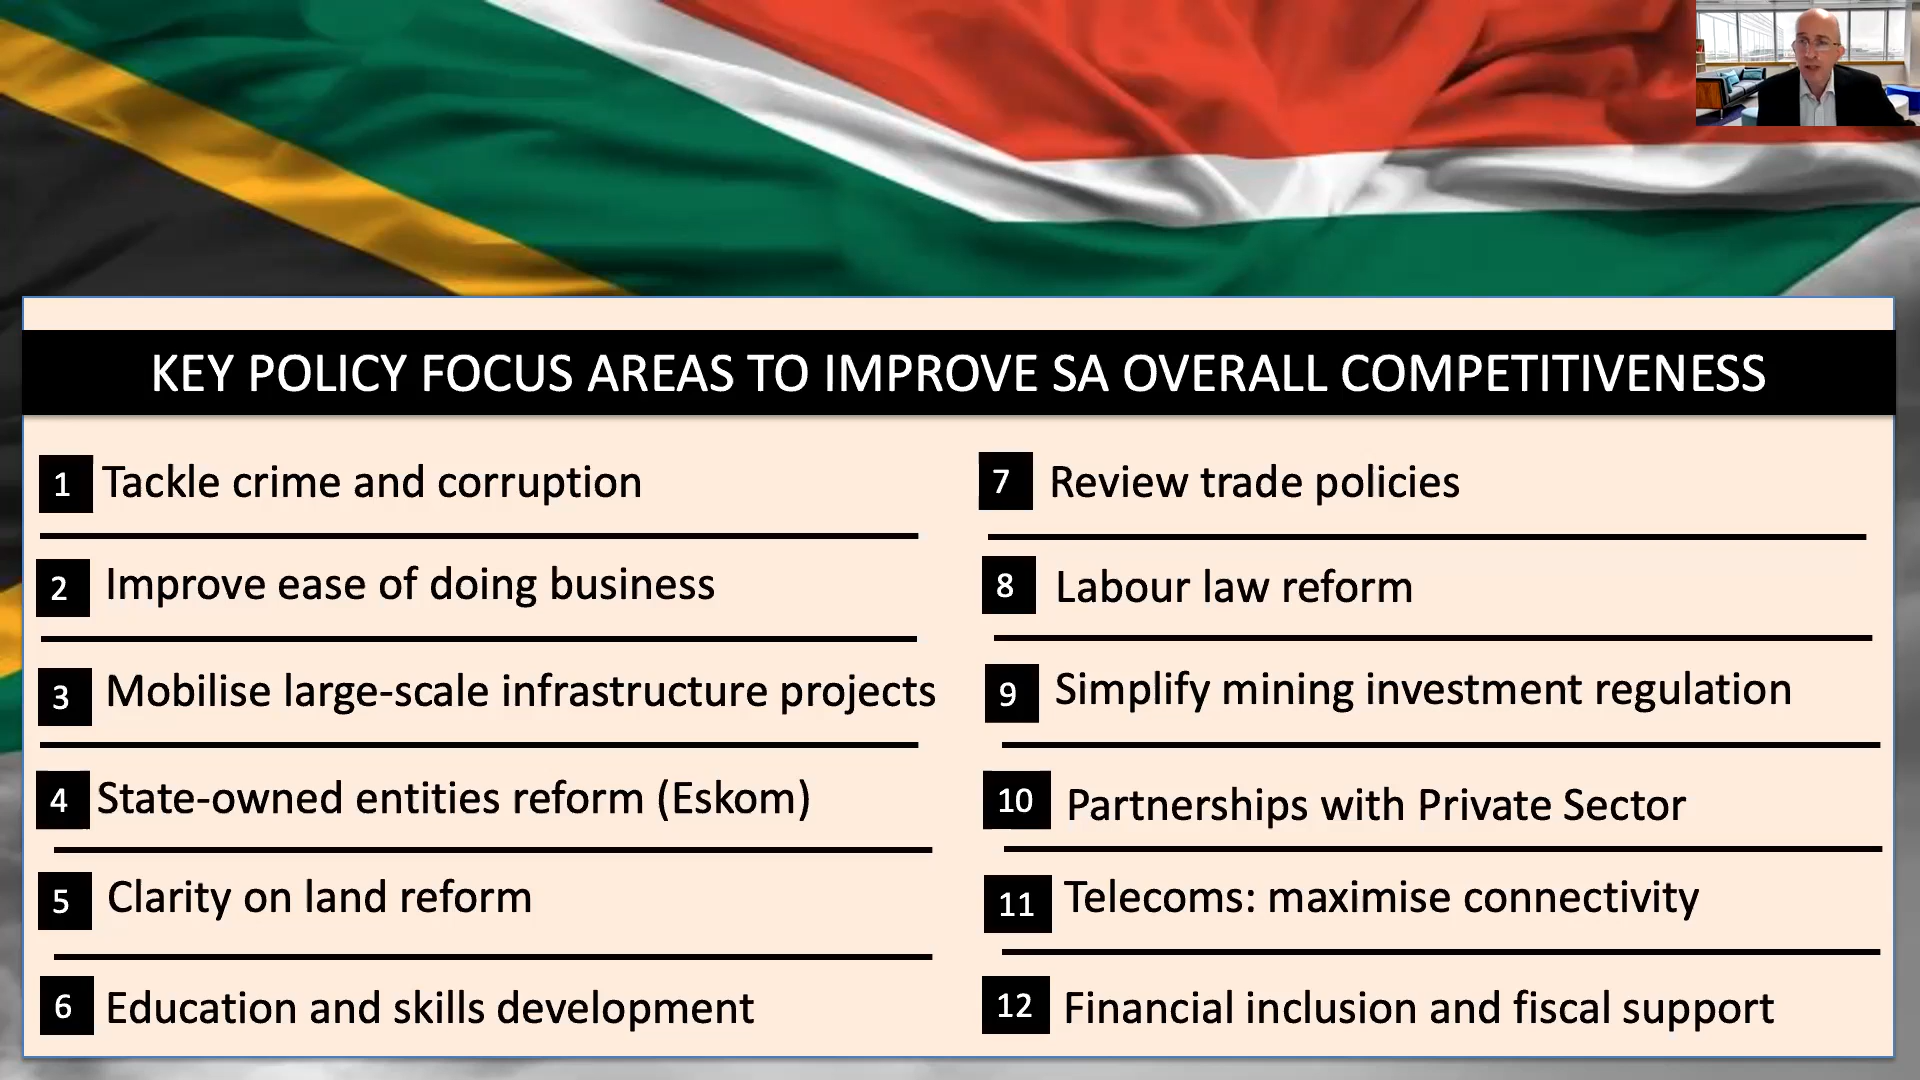 KEY POLICY FOCUS AREAS TO IMPROVE SA OVERALL COMPETITIVENESS
1 Tackle crime and corruption
2 Improve ease of doing business
3 Mobilise large-scale infrastructure projects
4 State-owned entities reform (Eskom)
5 Clarity on land reform
6 Education and skills development
7 Review trade policies
8 Labour law reform
9 Simplify mining investment regulation
10 Partnerships with Private Sector
11 Telecoms: maximise connectivity
12 Financial inclusion and fiscal support